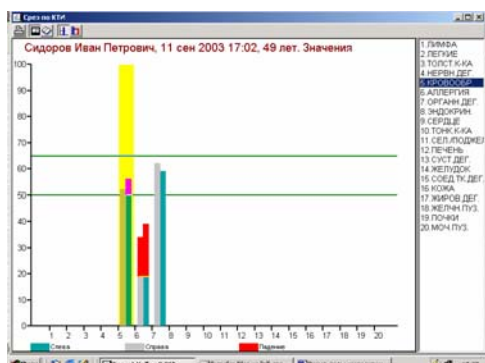 Срез по КТИ
Сидоров Иван Петрович, 11 сен 2003 17:02, 49 лет. Значения
100
90
80
70
60
50
40
30
20
10
0
1 2 3 4 5 6 7 8 9 10 11 12 13 14 15 16 17 18 19 20
Слева Справа Падение
1.ЛИМФА
2.ЛЕГКИЕ
3.ТОЛСТ.К-КА
4.НЕРВН.ДЕГ.
5.КРОВООБР.
6.АЛЛЕРГИЯ
7.ОРГАНН.ДЕГ.
8.ЭНДОКРИН.
9.СЕРДЦЕ
10.ТОНК.К-КА
11.СЕЛ./ПОДЖЕЛ
12.ПЕЧЕНЬ
13.СУСТ.ДЕГ.
14.ЖЕЛУДОК
15.СОЕД.ТК.ДЕГ.
16.КОЖА
17.ЖИРОВ.ДЕГ.
18.ЖЕЛЧН.ПУЗ.
19.ПОЧКИ
20.МОЧ.ПУЗ.